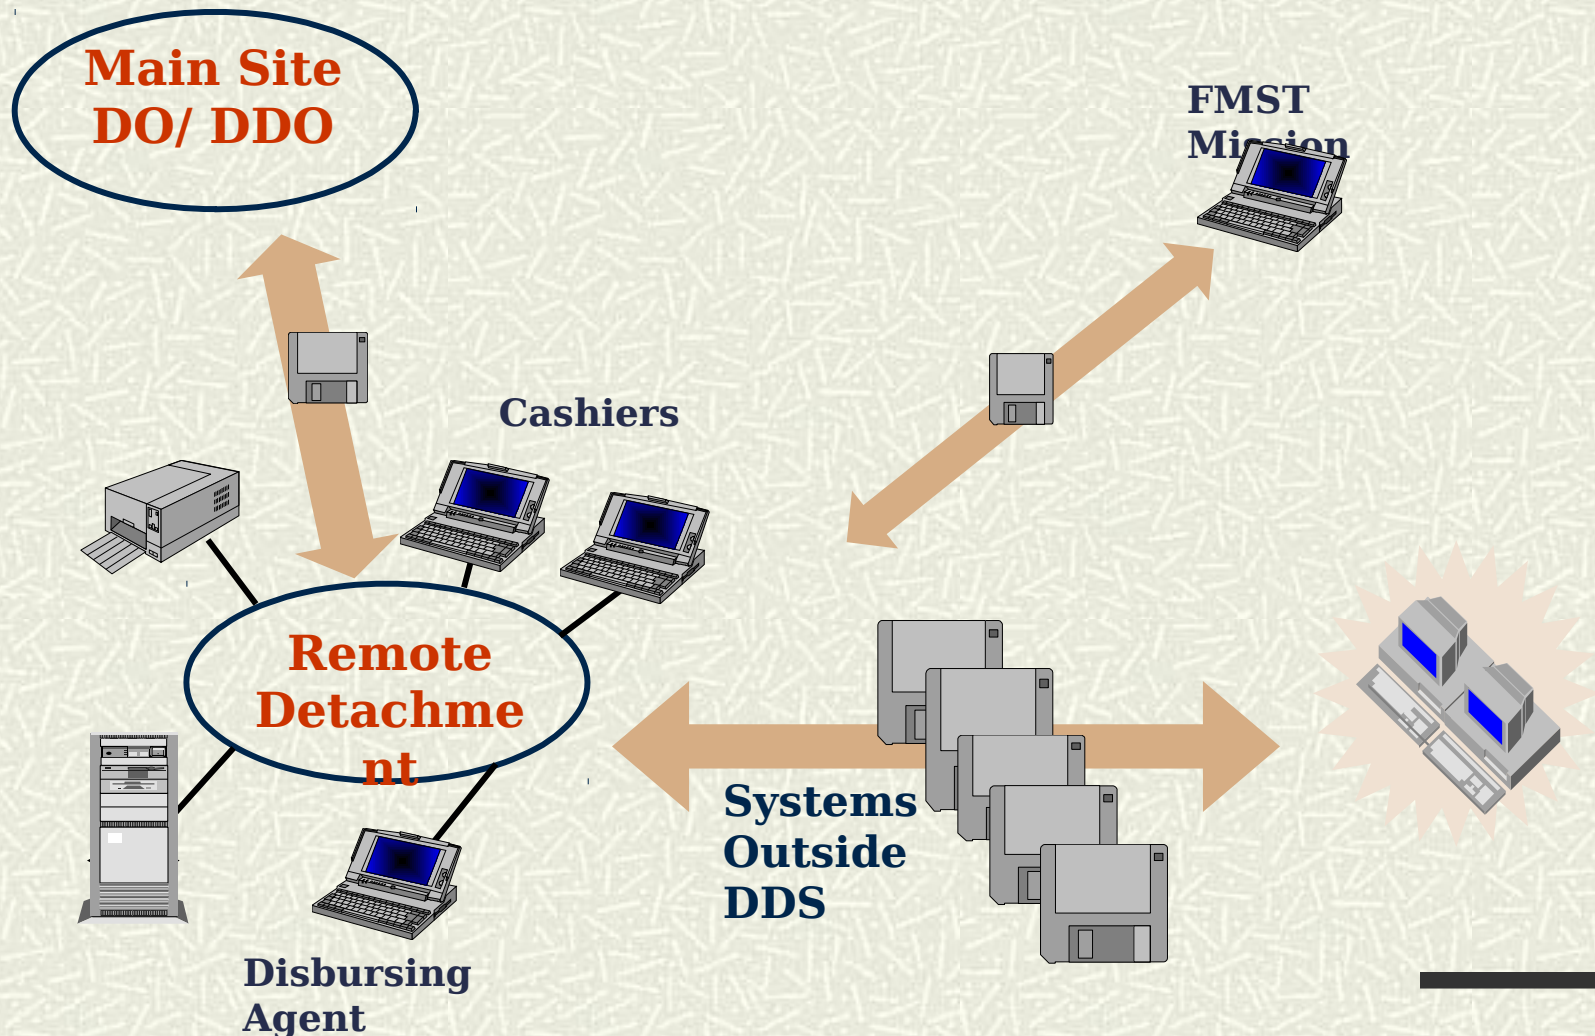 Main Site
DO/ DDO
FMST
Mission
Cashiers
Remote
Detachme
nt
Systems
Outside
DDS
Disbursing
Agent